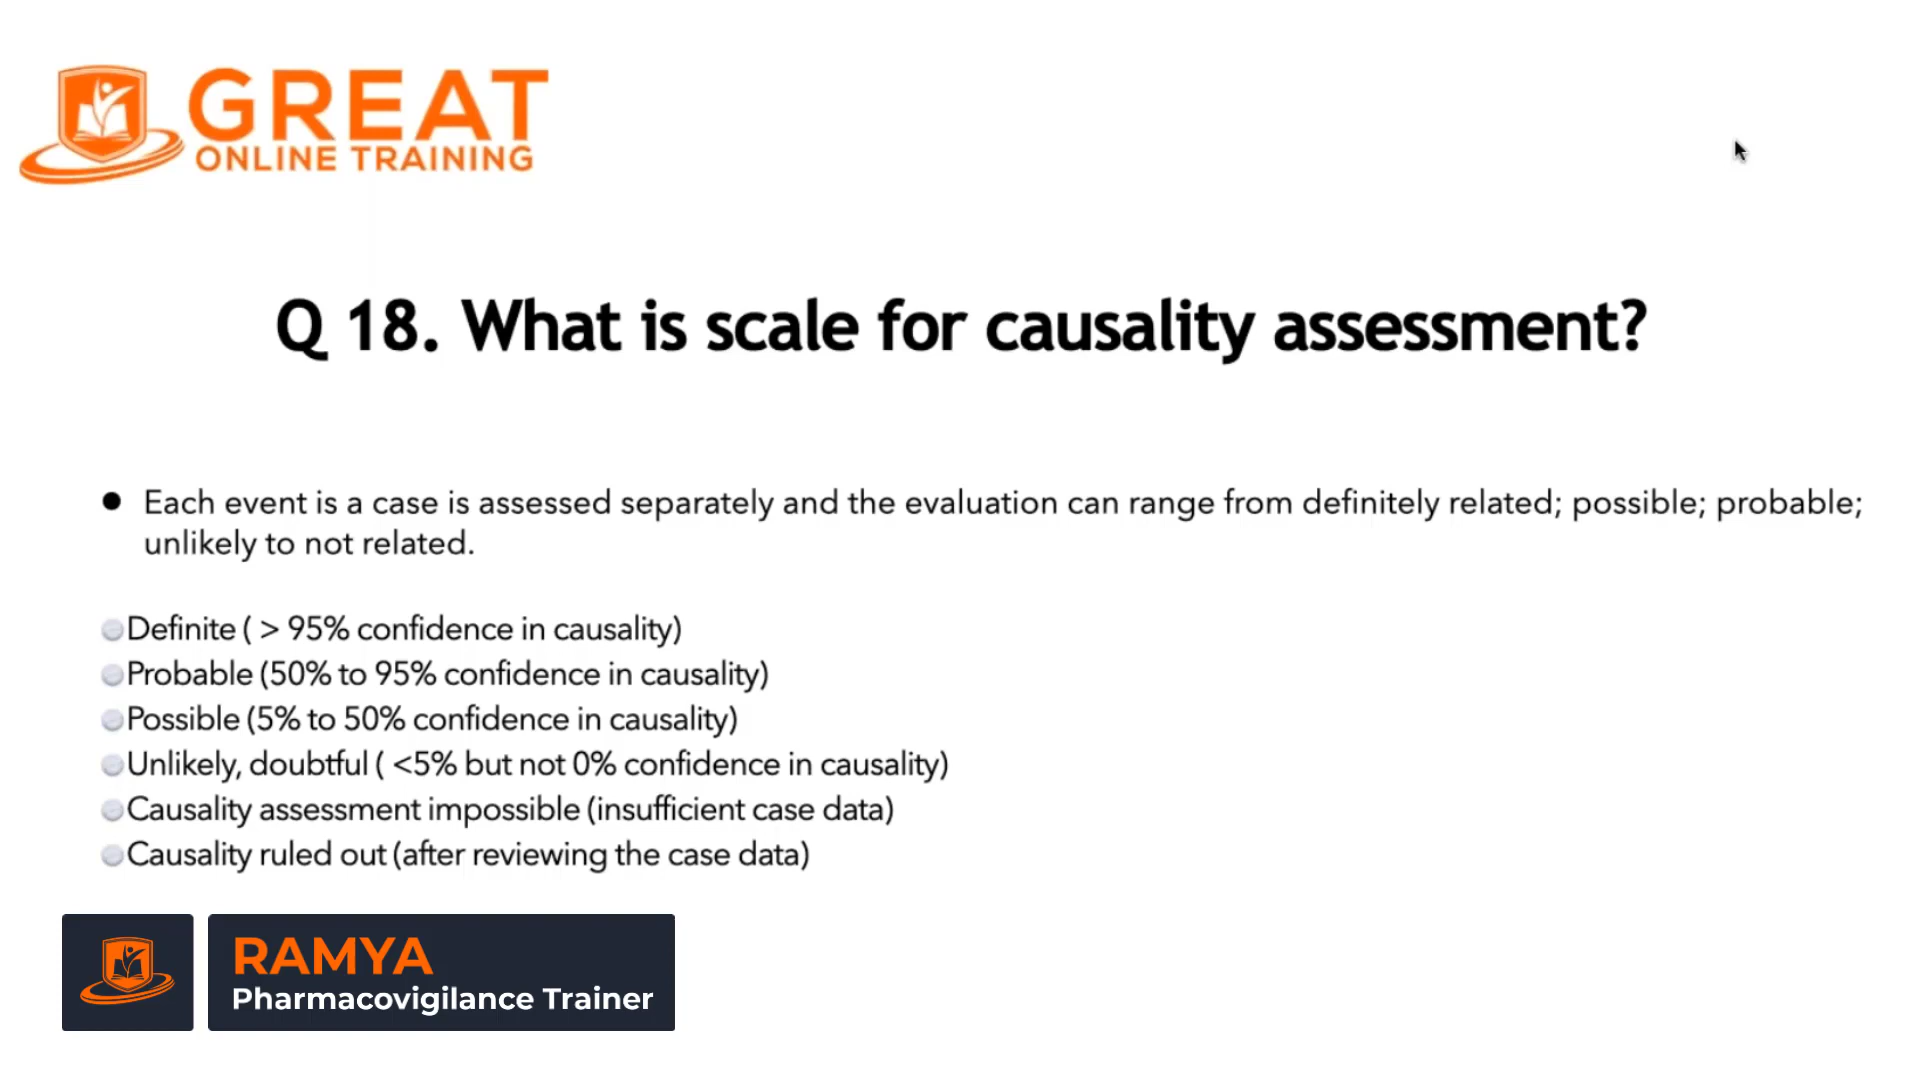 GREAT
ONLINE TRAINING
Q 18. What is scale for causality assessment?
● Each event is a case is assessed separately and the evaluation can range from definitely related; possible; probable;
unlikely to not related.
Definite ( > 95% confidence in causality)
Probable (50% to 95% confidence in causality)
Possible (5% to 50% confidence in causality)
Unlikely, doubtful ( <5% but not 0% confidence in causality)
Causality assessment impossible (insufficient case data)
Causality ruled out (after reviewing the case data)
RAMYA
Pharmacovigilance Trainer